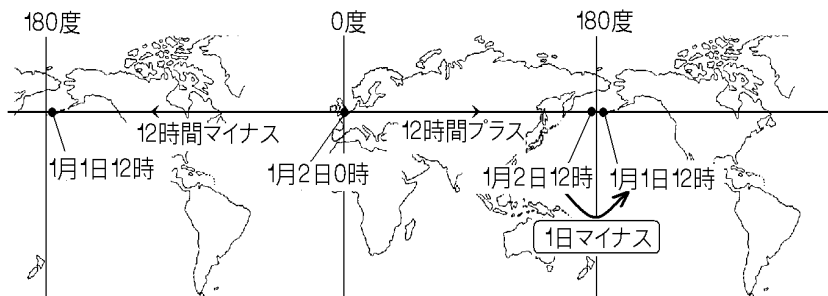 180度
0度
180度
12時間マイナス
12時間プラス
1月1日12時
1月2日0時
1月2日12時
1月1日12時
1日マイナス